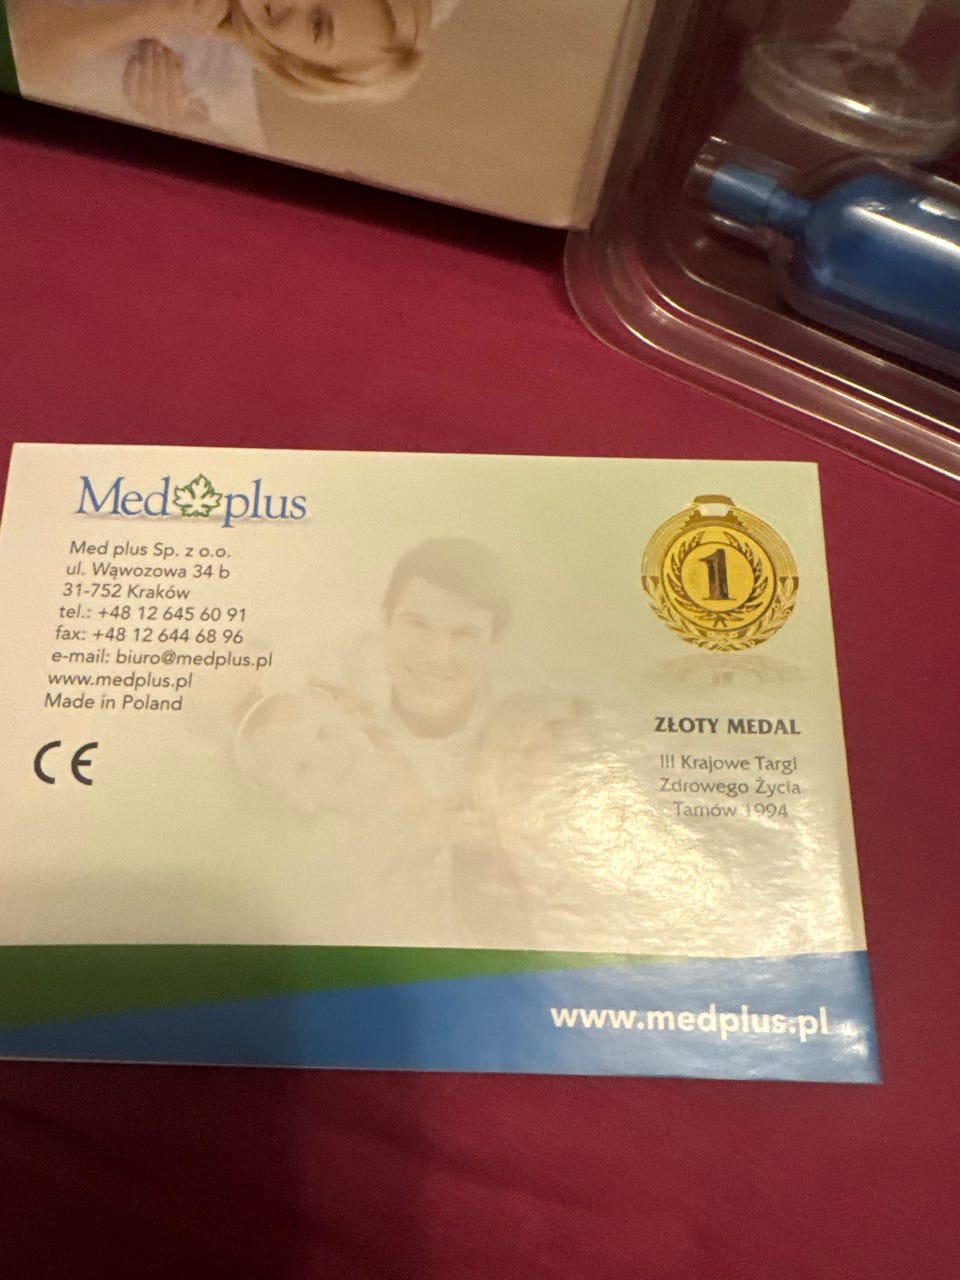 Med plus
Med plus Sp. z o.o.
ul. Wąwozowa 34 b
31-752 Kraków
tel.: +48 12 645 60 91
fax: +48 12 644 68 96
e-mail: biuro@medplus.pl
www.medplus.pl
Made in Poland
CE
1
ZŁOTY MEDAL
III Krajowe Targi
Zdrowego Życia
Tarnów 1994
www.medplus.pl